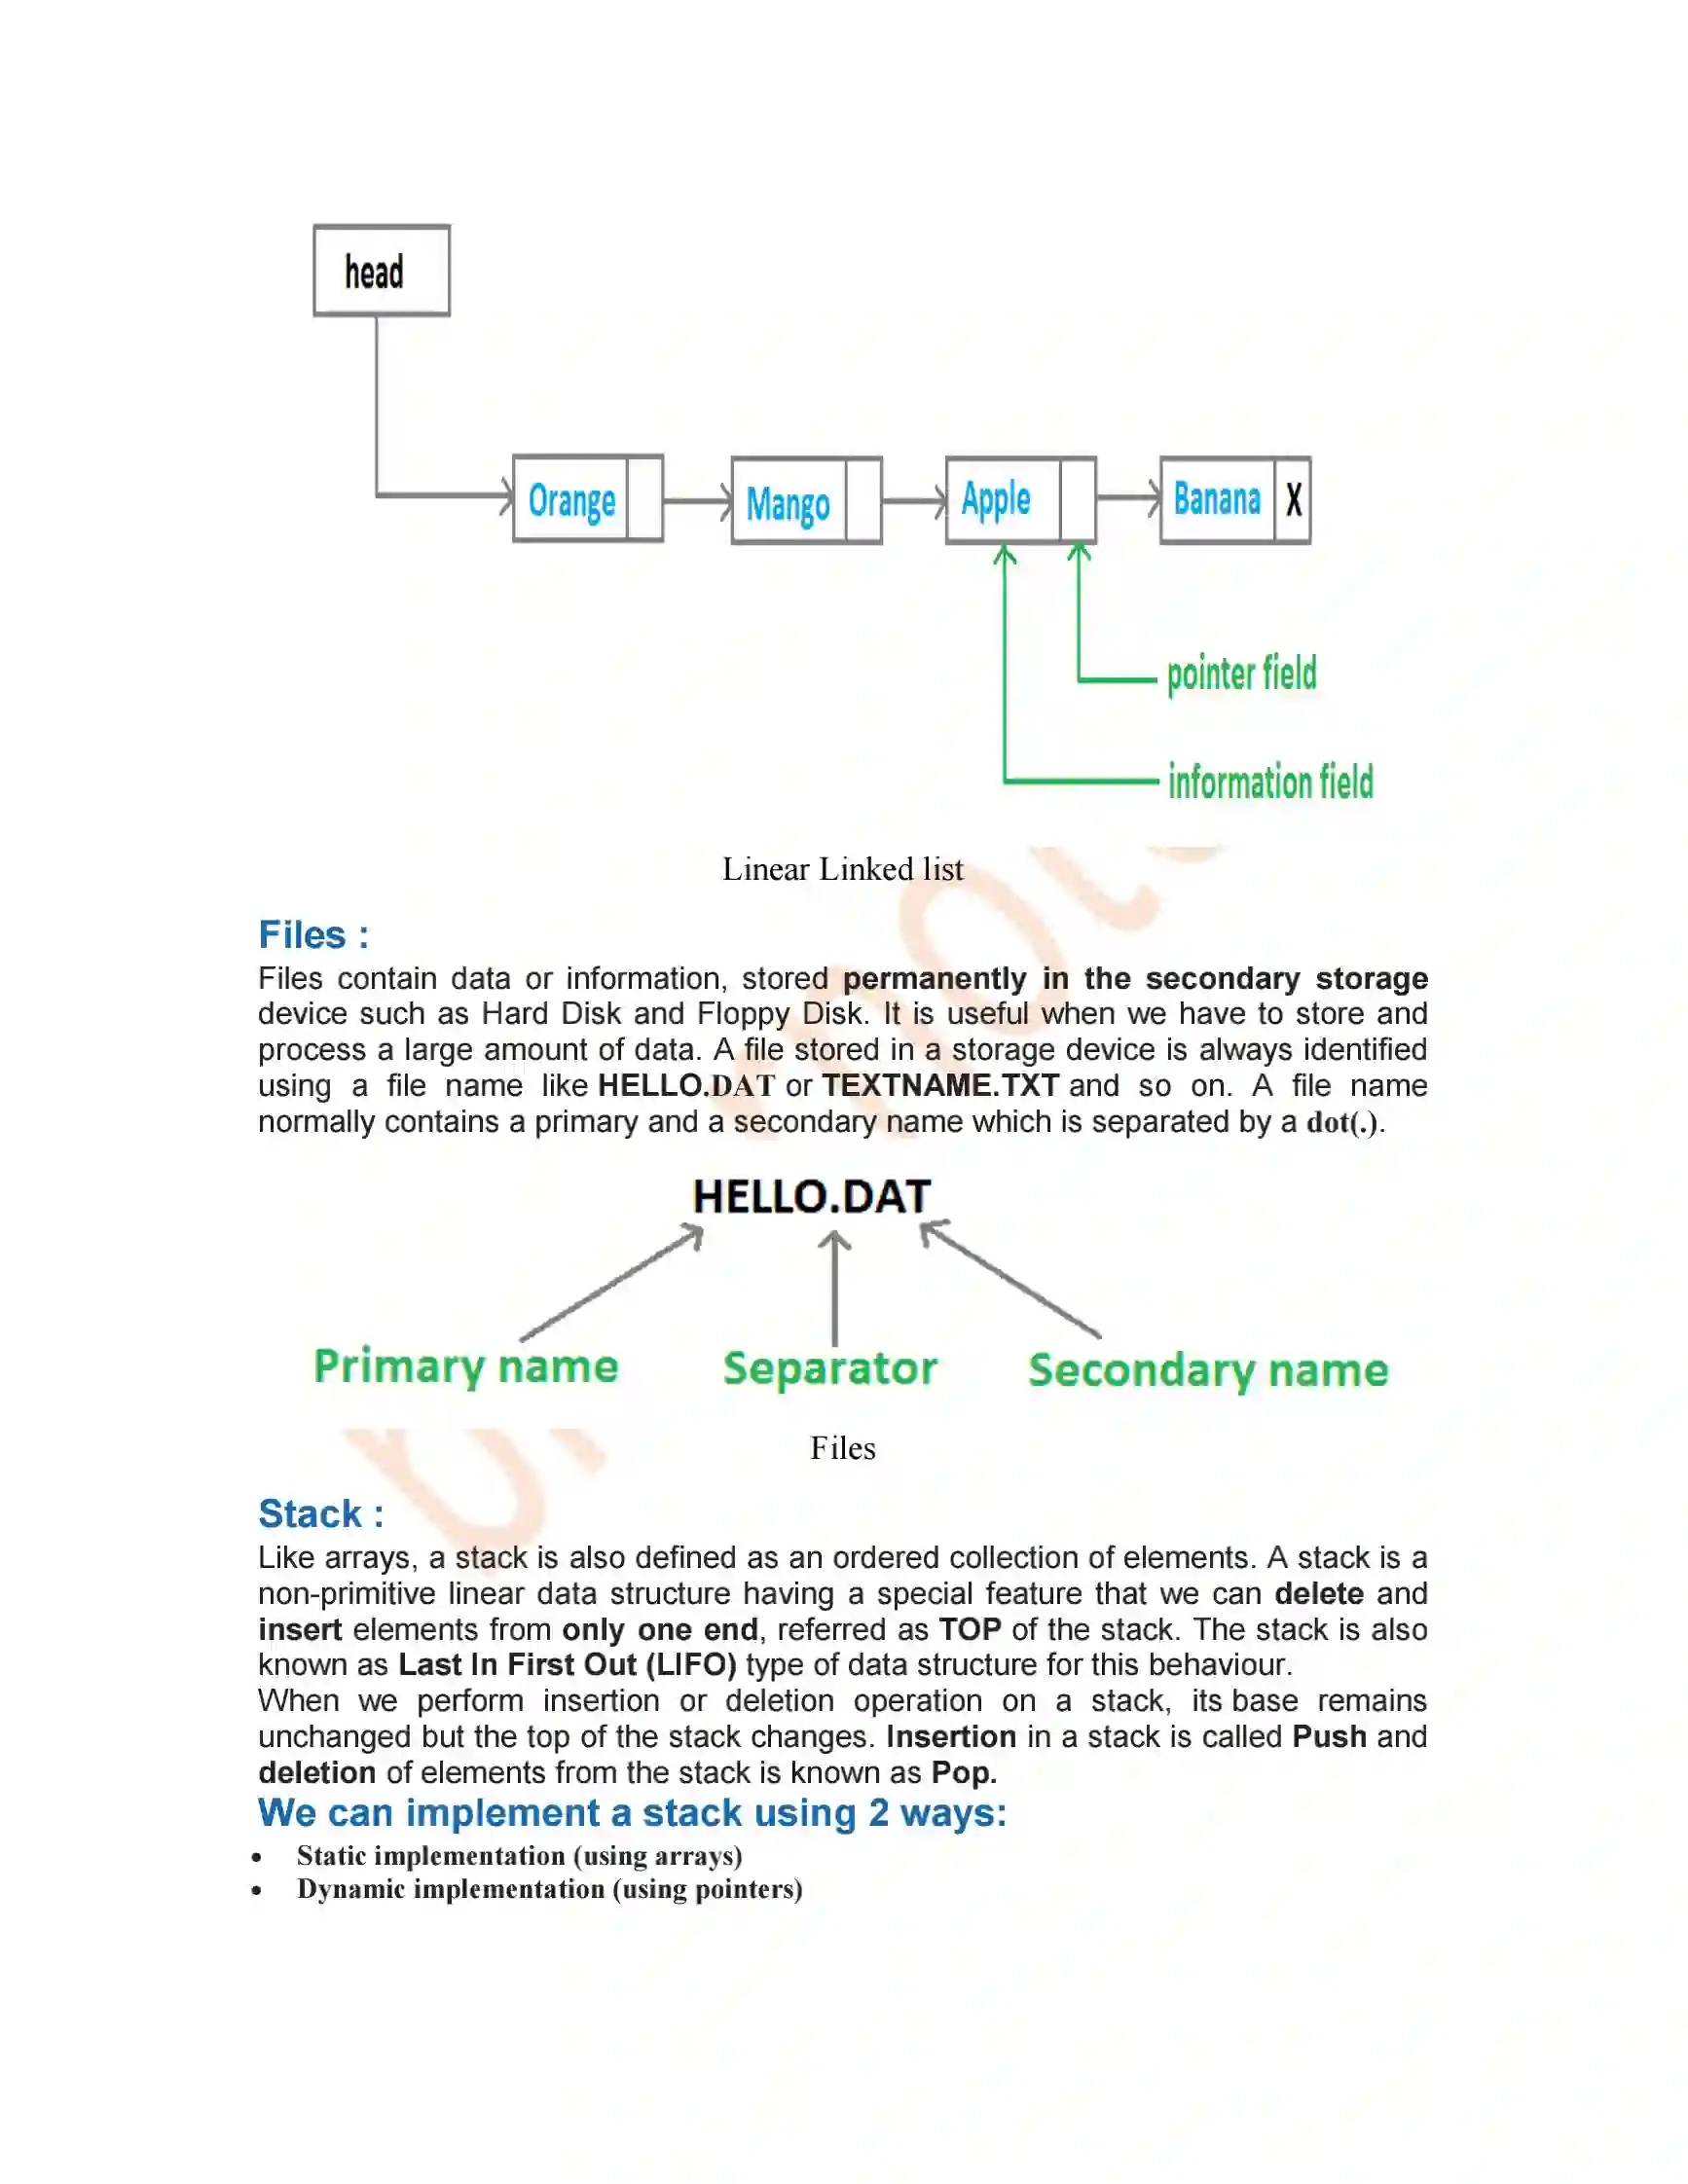 head
Orange Mango Apple Banana X
pointer field
information field
Linear Linked list
Files :
Files contain data or information, stored permanently in the secondary storage
device such as Hard Disk and Floppy Disk. It is useful when we have to store and
process a large amount of data. A file stored in a storage device is always identified
using a file name like HELLO.DAT or TEXTNAME.TXT and so on. A file name
normally contains a primary and a secondary name which is separated by a dot(.).
HELLO.DAT
Primary name Separator Secondary name
Files
Stack :
Like arrays, a stack is also defined as an ordered collection of elements. A stack is a
non-primitive linear data structure having a special feature that we can delete and
insert elements from only one end, referred as TOP of the stack. The stack is also
known as Last In First Out (LIFO) type of data structure for this behaviour.
When we perform insertion or deletion operation on a stack, its base remains
unchanged but the top of the stack changes. Insertion in a stack is called Push and
deletion of elements from the stack is known as Pop.
We can implement a stack using 2 ways:
• Static implementation (using arrays)
• Dynamic implementation (using pointers)